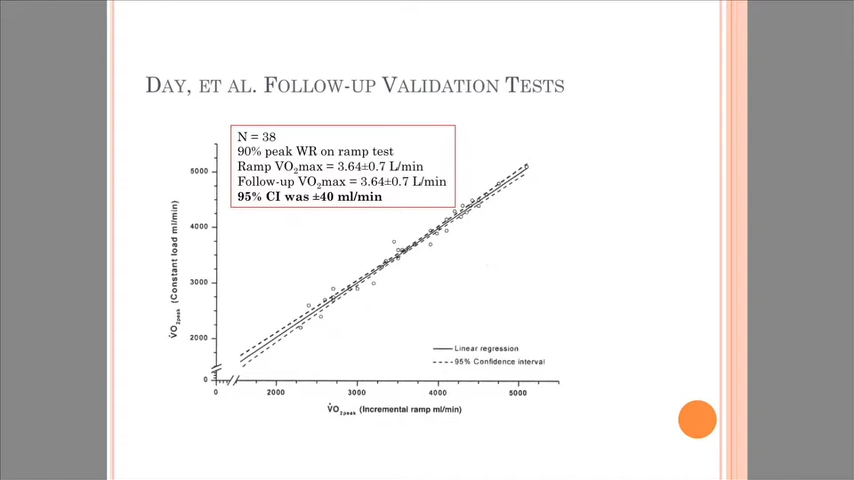 DAY, ET AL. FOLLOW-UP VALIDATION TESTS
N = 38
90% peak WR on ramp test
Ramp VO₂max = 3.64±0.7 L/min
Follow-up VO₂max = 3.64±0.7 L/min
95% CI was ±40 ml/min
5000
4000
3000
2000
0
V̇O₂peak (Constant load ml/min)
Linear regression
95% Confidence interval
0 2000 3000 4000 5000
V̇O₂peak (Incremental ramp ml/min)